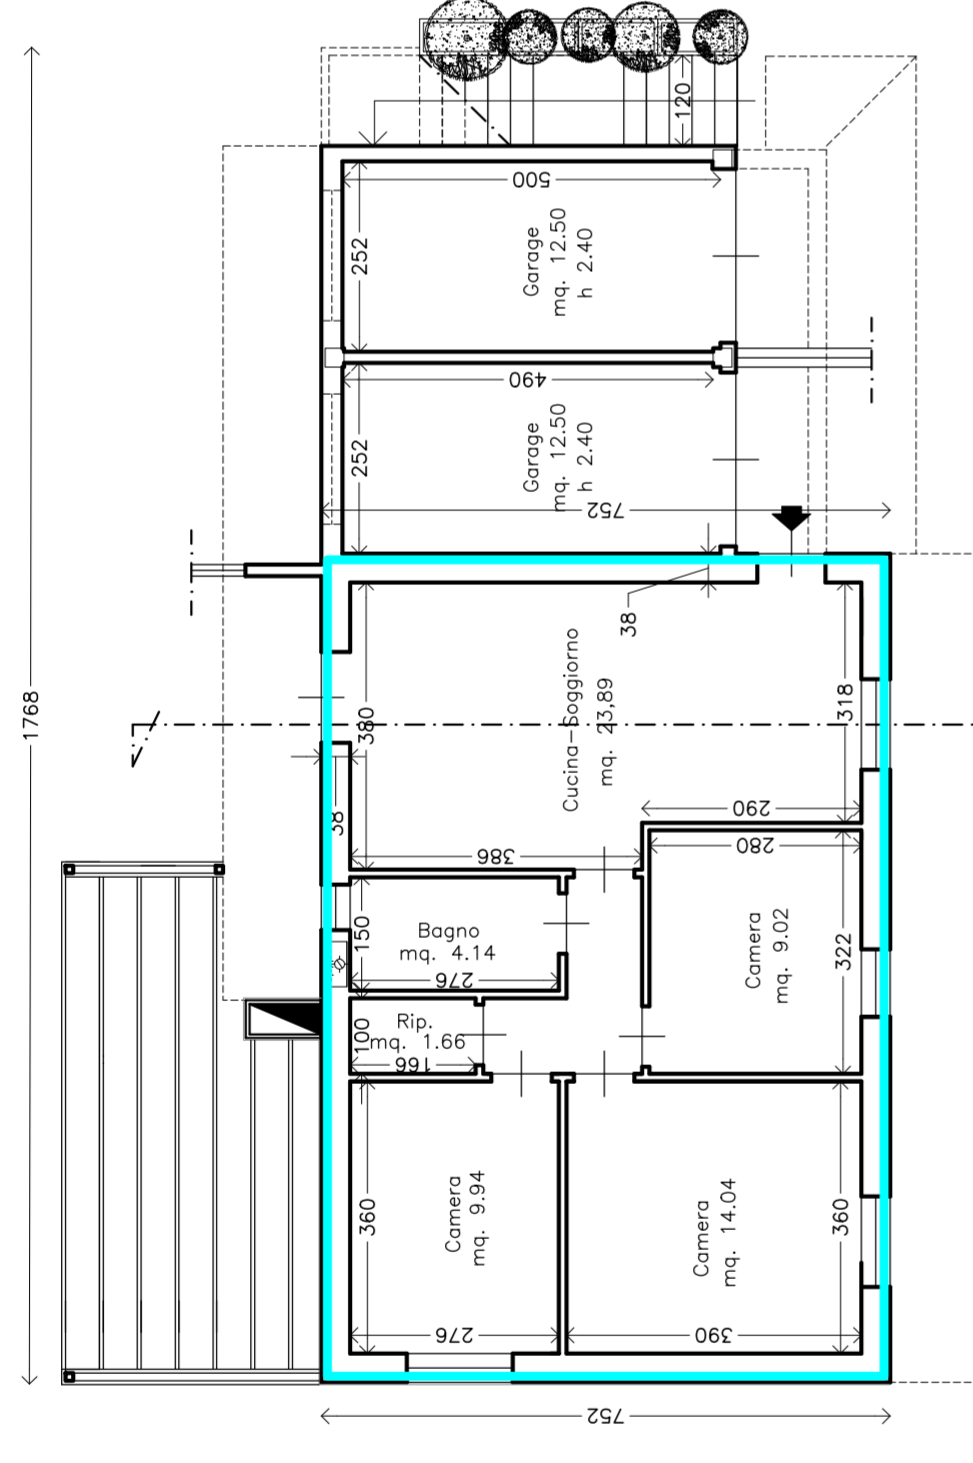 120
500
252
Garage
mq. 12.50
h 2.40
490
252
Garage
mq. 12.50
h 2.40
752
38
1768
380
Cucina-Soggiorno
mq. 23,89
318
38
290
386
280
150
Bagno
mq. 4.14
276
Camera
mq. 9.02
322
100
Rip.
mq. 1.66
166
360
Camera
mq. 9.94
Camera
mq. 14.04
360
276
390
752